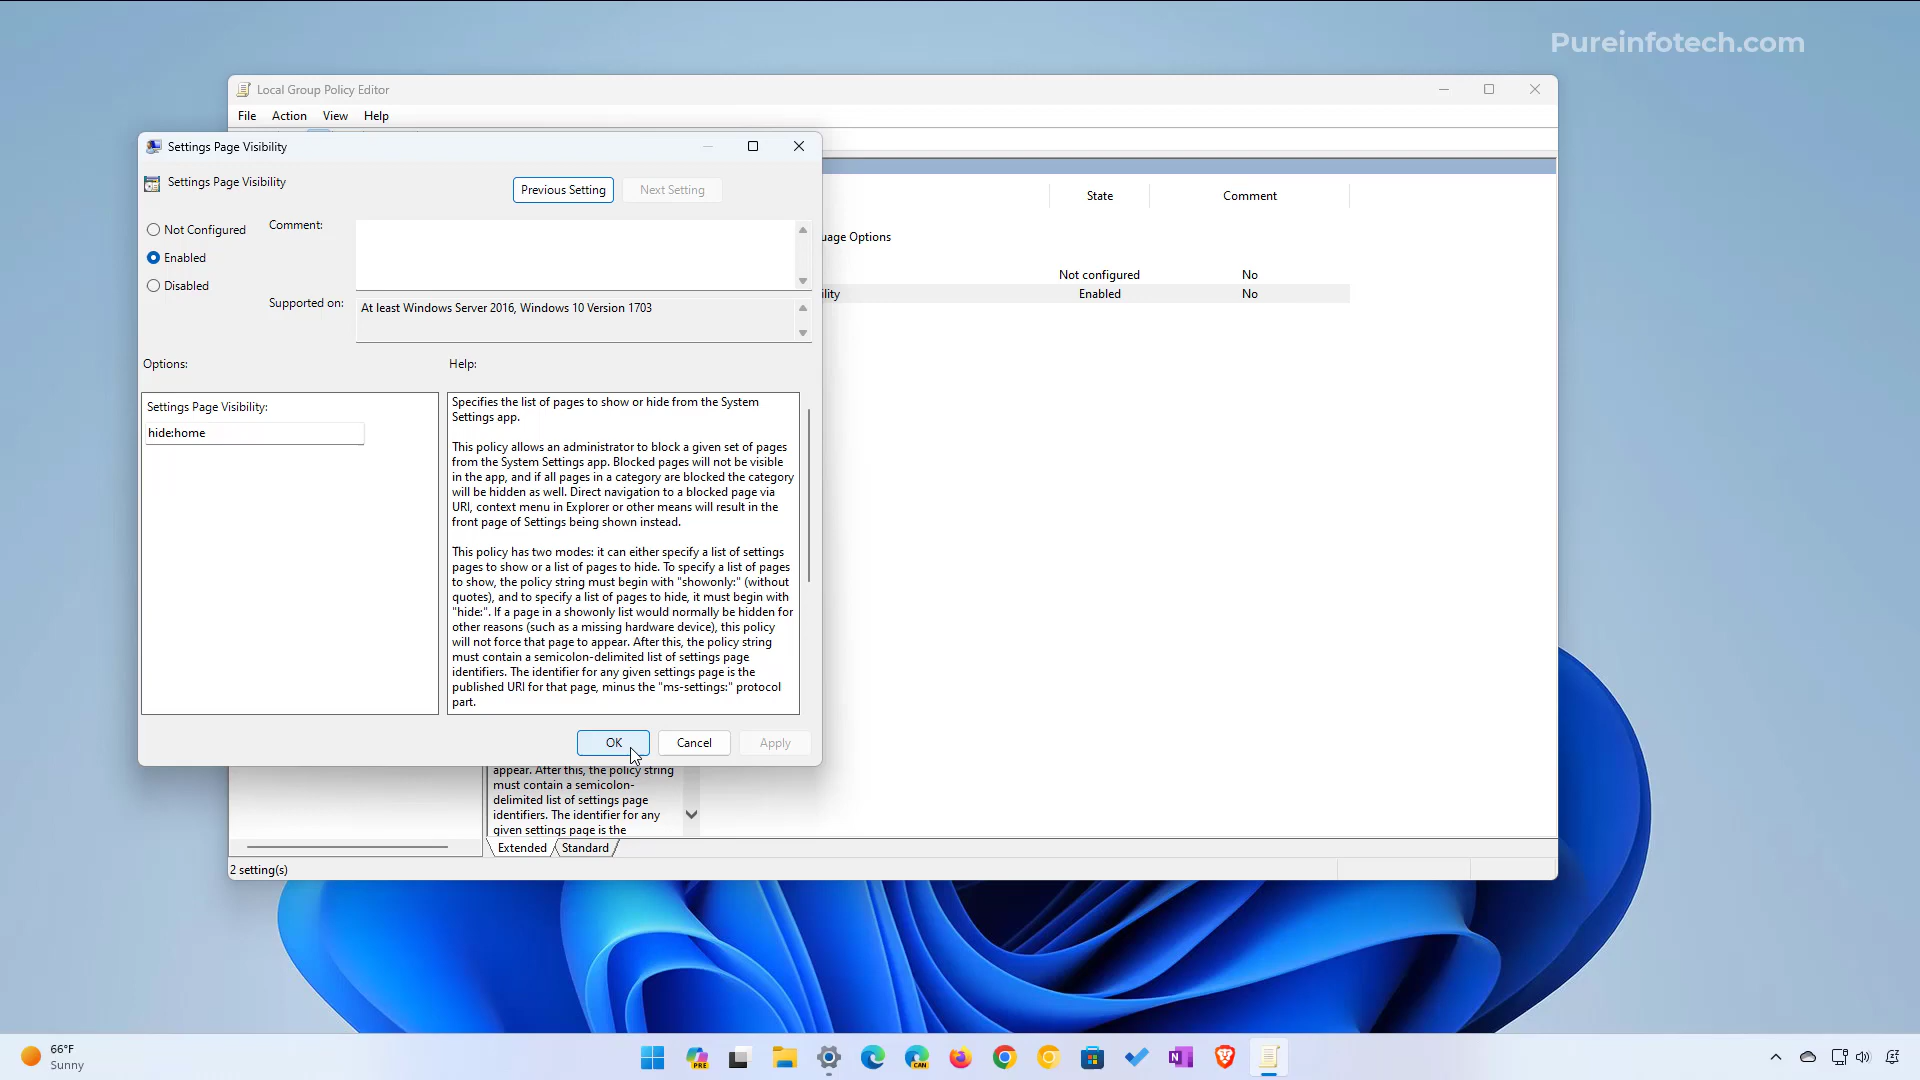 Pureinfotech.com
Local Group Policy Editor
File Action View Help
Settings Page Visibility
Settings Page Visibility
Previous Setting
Next Setting
Not Configured
Enabled
Disabled
Comment:
Supported on:
At least Windows Server 2016, Windows 10 Version 1703
Options:
Help:
Settings Page Visibility:
hide:home
Specifies the list of pages to show or hide from the System
Settings app.
This policy allows an administrator to block a given set of pages
from the System Settings app. Blocked pages will not be visible
in the app, and if all pages in a category are blocked the category
will be hidden as well. Direct navigation to a blocked page via
URI, context menu in Explorer or other means will result in the
front page of Settings being shown instead.
This policy has two modes: it can either specify a list of settings
pages to show or a list of pages to hide. To specify a list of pages
to show, the policy string must begin with "showonly:" (without
quotes), and to specify a list of pages to hide, it must begin with
"hide:". If a page in a showonly list would normally be hidden for
other reasons (such as a missing hardware device), this policy
will not force that page to appear. After this, the policy string
must contain a semicolon-delimited list of settings page
identifiers. The identifier for any given settings page is the
published URI for that page, minus the "ms-settings:" protocol
part.
OK
Cancel
Apply
State Comment
uage Options
Not configured No
ility Enabled No
appear. After this, the policy string
must contain a semicolon-
delimited list of settings page
identifiers. The identifier for any
given settings page is the
Extended
Standard
2 setting(s)
66°F
Sunny
PRE
CAN
N